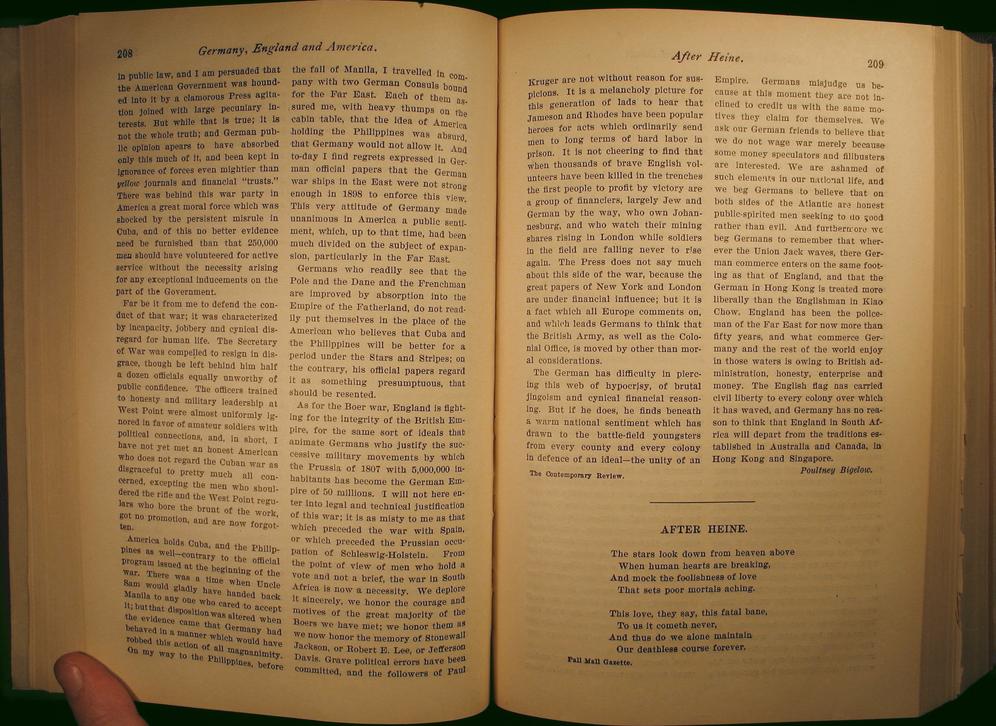 208
Germany, England and America.
in public law, and I am persuaded that
the American Government was hound-
ed into it by a clamorous Press agita-
tion joined with large pecuniary in-
terests. But while that is true; it is
not the whole truth; and German pub-
lic opinion apears to have absorbed
only this much of it, and been kept in
ignorance of forces even mightier than
yellow journals and financial "trusts."
There was behind this war party in
America a great moral force which was
shocked by the persistent misrule in
Cuba, and of this no better evidence
need be furnished than that 250,000
men should have volunteered for active
service without the necessity arising
for any exceptional inducements on the
part of the Government.
Far be it from me to defend the con-
duct of that war; it was characterized
by incapacity, jobbery and cynical dis-
regard for human life. The Secretary
of War was compelled to resign in dis-
grace, though be left behind him half
a dozen officials equally unworthy of
public confidence. The officers trained
to honesty and military leadership at
West Point were almost uniformly ig-
nored in favor of amateur soldiers with
political connections, and, in short, I
have not yet met an honest American
who does not regard the Cuban war as
disgraceful to pretty much all con-
cerned, excepting the men who shoul-
dered the rifle and the West Point regu-
lars who bore the brunt of the work,
got no promotion, and are now forgot-
ten.
America holds Cuba, and the Philip-
pines as well—contrary to the official
program issued at the beginning of the
war. There was a time when Uncle
Sam would gladly have handed back
Manila to any one who cared to accept
it; but that disposition was altered when
the evidence came that Germany had
behaved in a manner which would have
robbed this action of all magnanimity.
On my way to the Philippines, before
the fall of Manila, I travelled in com-
pany with two German Consuls bound
for the Far East. Each of them as-
sured me, with heavy thumps on the
cabin table, that the idea of America
holding the Philippines was absurd,
that Germany would not allow it. And
to-day I find regrets expressed in Ger-
man official papers that the German
war ships in the East were not strong
enough in 1898 to enforce this view.
This very attitude of Germany made
unanimous in America a public senti-
ment, which, up to that time, had been
much divided on the subject of expan-
sion, particularly in the Far East.
Germans who readily see that the
Pole and the Dane and the Frenchman
are improved by absorption into the
Empire of the Fatherland, do not read-
ily put themselves in the place of the
American who believes that Cuba and
the Philippines will be better for a
period under the Stars and Stripes; on
the contrary, his official papers regard
it as something presumptuous, that
should be resented.
As for the Boer war, England is fight-
ing for the integrity of the British Em-
pire, for the same sort of ideals that
animate Germans who justify the suc-
cessive military movements by which
the Prussia of 1807 with 5,000,000 in-
habitants has become the German Em-
pire of 50 millions. I will not here en-
ter into legal and technical justification
of this war; it is as misty to me as that
which preceded the war with Spain,
or which preceded the Prussian occu-
pation of Schleswig-Holstein. From
the point of view of men who hold a
vote and not a brief, the war in South
Africa is now a necessity. We deplore
it sincerely, we honor the courage and
motives of the great majority of the
Boers we have met; we honor them as
we now honor the memory of Stonewall
Jackson, or Robert E. Lee, or Jefferson
Davis. Grave political errors have been
committed, and the followers of Paul
After Heine.
209
Kruger are not without reason for sus-
picions. It is a melancholy picture for
this generation of lads to hear that
Jameson and Rhodes have been popular
heroes for acts which ordinarily send
men to long terms of hard labor in
prison. It is not cheering to find that
when thousands of brave English vol-
unteers have been killed in the trenches
the first people to profit by victory are
a group of financiers, largely Jew and
German by the way, who own Johan-
nesburg, and who watch their mining
shares rising in London while soldiers
in the field are falling never to rise
again. The Press does not say much
about this side of the war, because the
great papers of New York and London
are under financial influence; but it is
a fact which all Europe comments on,
and which leads Germans to think that
the British Army, as well as the Colo-
nial Office, is moved by other than mor-
al considerations.
The German has difficulty in pierc-
ing this web of hypocrisy, of brutal
jingoism and cynical financial reason-
ing. But if he does, he finds beneath
a warm national sentiment which has
drawn to the battle-field youngsters
from every county and every colony
in defence of an ideal—the unity of an
The Contemporary Review.
Empire. Germans misjudge us be-
cause at this moment they are not in-
clined to credit us with the same mo-
tives they claim for themselves. We
ask our German friends to believe that
we do not wage war merely because
some money speculators and filibusters
are interested. We are ashamed of
such elements in our national life, and
we beg Germans to believe that on
both sides of the Atlantic are honest
public-spirited men seeking to do good
rather than evil. And furthermore we
beg Germans to remember that wher-
ever the Union Jack waves, there Ger-
man commerce enters on the same foot-
ing as that of England, and that the
German in Hong Kong is treated more
liberally than the Englishman in Kiao
Chow. England has been the police-
man of the Far East for now more than
fifty years, and what commerce Ger-
many and the rest of the world enjoy
in those waters is owing to British ad-
ministration, honesty, enterprise and
money. The English flag has carried
civil liberty to every colony over which
it has waved, and Germany has no rea-
son to think that England in South Af-
rica will depart from the traditions es-
tablished in Australia and Canada, in
Hong Kong and Singapore.
Poultney Bigelow.
AFTER HEINE.
The stars look down from heaven above
When human hearts are breaking,
And mock the foolishness of love
That sets poor mortals aching.
This love, they say, this fatal bane,
To us it cometh never,
And thus do we alone maintain
Our deathless course forever.
Pall Mall Gazette.